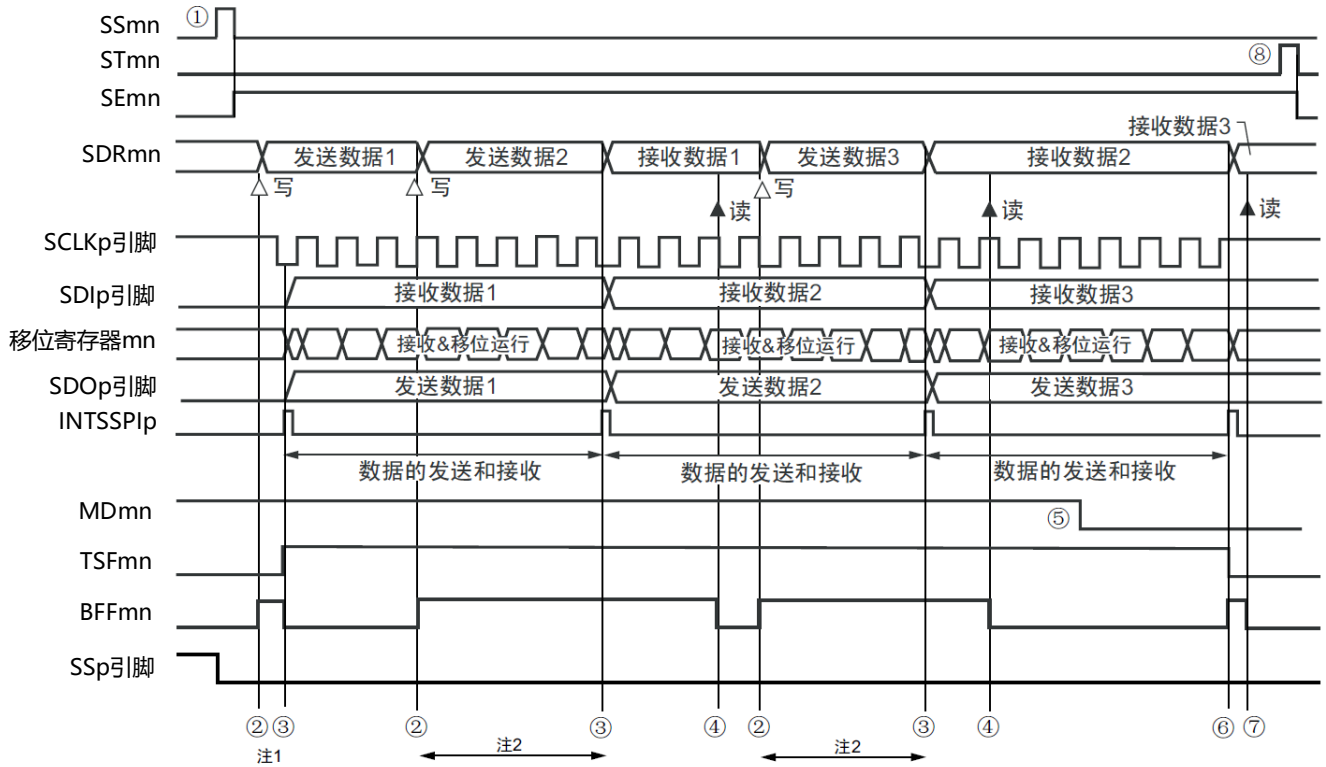 SSmn ①
STmn ⑧
SEmn
接收数据3
SDRmn 发送数据1 发送数据2 接收数据1 发送数据3 接收数据2
写 写 写
读 读 读
SCLKp引脚
SDIp引脚 接收数据1 接收数据2 接收数据3
移位寄存器mn 接收&移位运行 接收&移位运行 接收&移位运行
SDOp引脚 发送数据1 发送数据2 发送数据3
INTSSPIp
数据的发送和接收 数据的发送和接收 数据的发送和接收
MDmn ⑤
TSFmn
BFFmn
SSp引脚
②③ ② ③ ④ ② ③ ④ ⑥ ⑦
注1 注2 注2